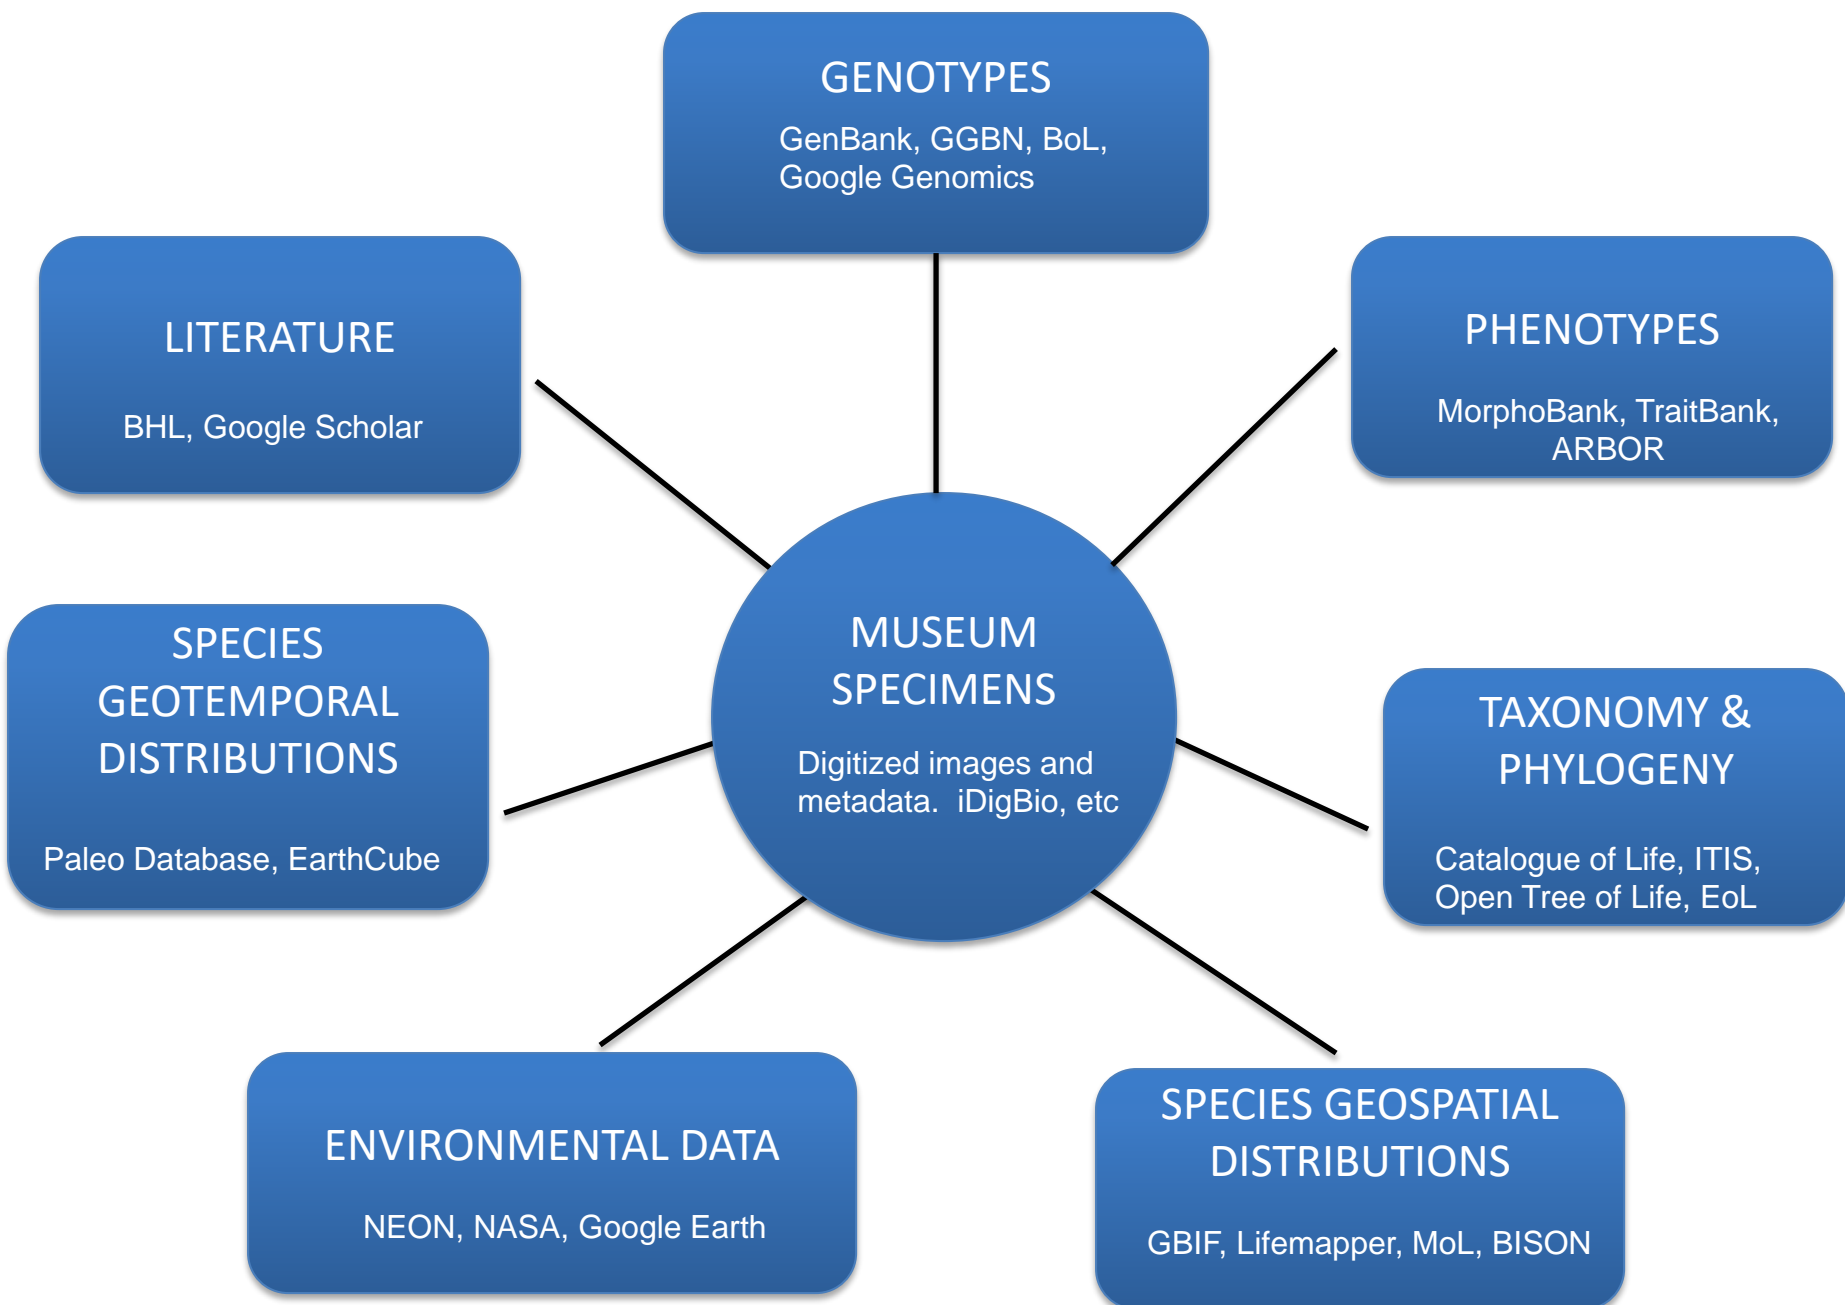 GENOTYPES
GenBank, GGBN, BoL,
Google Genomics
LITERATURE
BHL, Google Scholar
PHENOTYPES
MorphoBank, TraitBank,
ARBOR
MUSEUM
SPECIMENS
Digitized images and
metadata.  iDigBio, etc
SPECIES
GEOTEMPORAL
DISTRIBUTIONS
Paleo Database, EarthCube
TAXONOMY &
PHYLOGENY
Catalogue of Life, ITIS,
Open Tree of Life, EoL
ENVIRONMENTAL DATA
NEON, NASA, Google Earth
SPECIES GEOSPATIAL
DISTRIBUTIONS
GBIF, Lifemapper, MoL, BISON